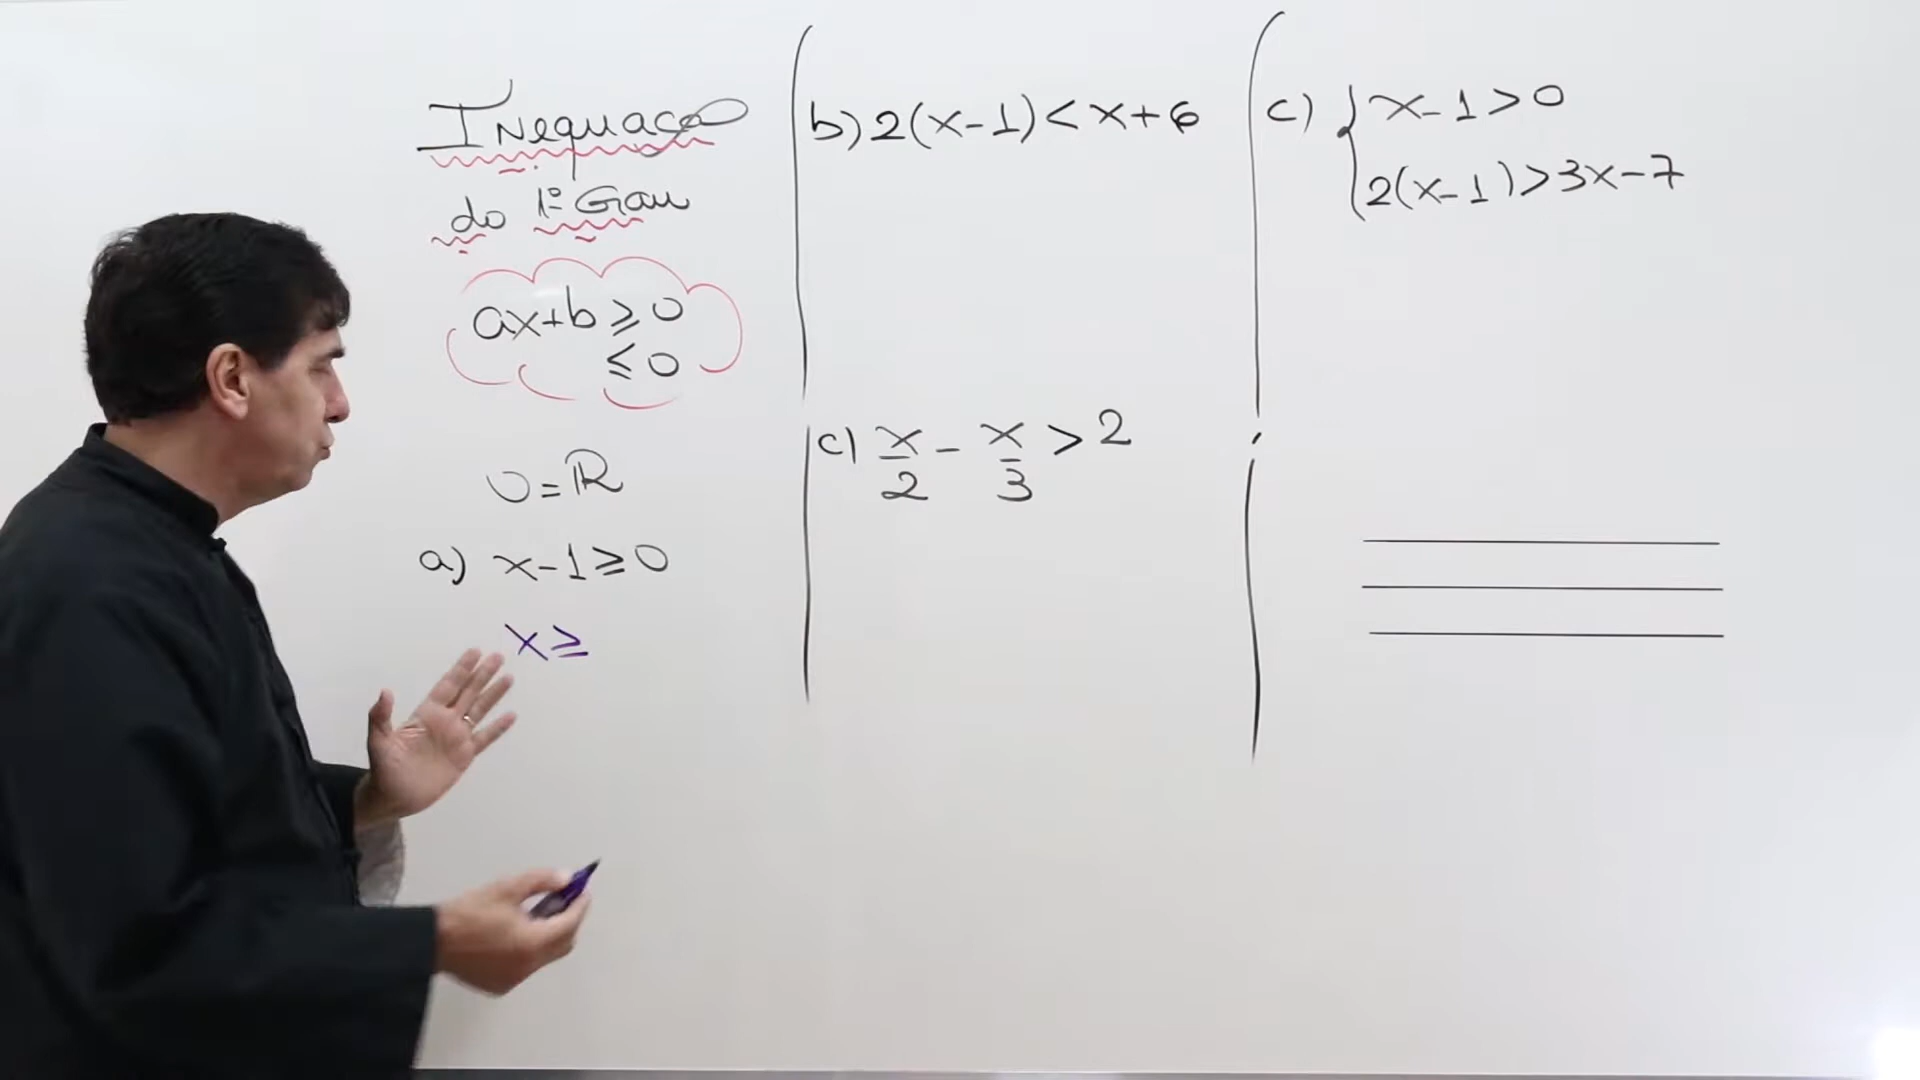 Inequação
do 1º Grau
ax+b ≥ 0
≤ 0
U = ℝ
a) x-1 ≥ 0
x ≥
b) 2(x-1) < x+6
c) x/2 - x/3 > 2
c) { x-1 > 0
2(x-1) > 3x-7